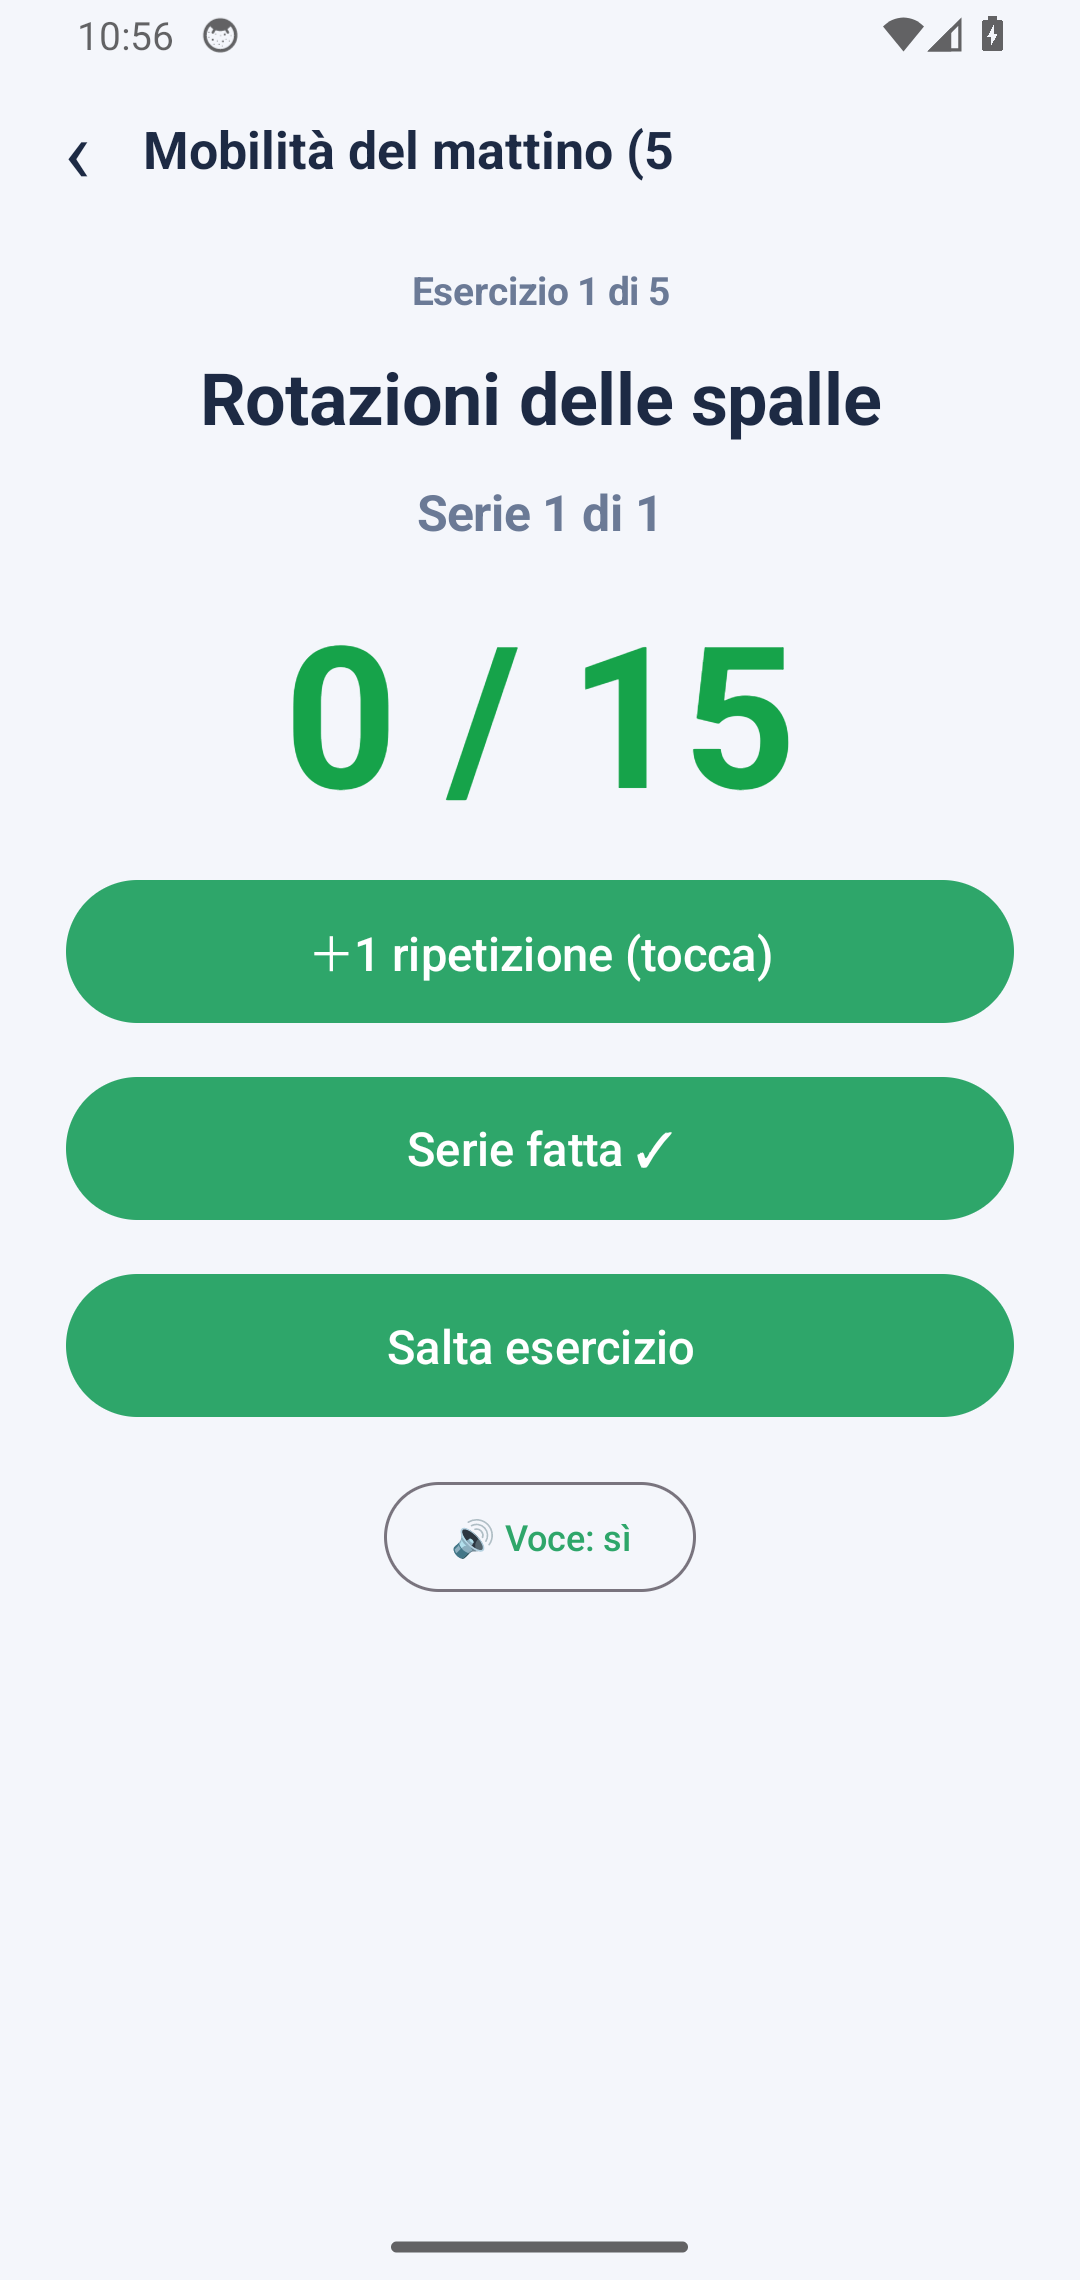 10:56
‹ Mobilità del mattino (5
Esercizio 1 di 5
Rotazioni delle spalle
Serie 1 di 1
0 / 15
+1 ripetizione (tocca)
Serie fatta ✓
Salta esercizio
🔊 Voce: sì